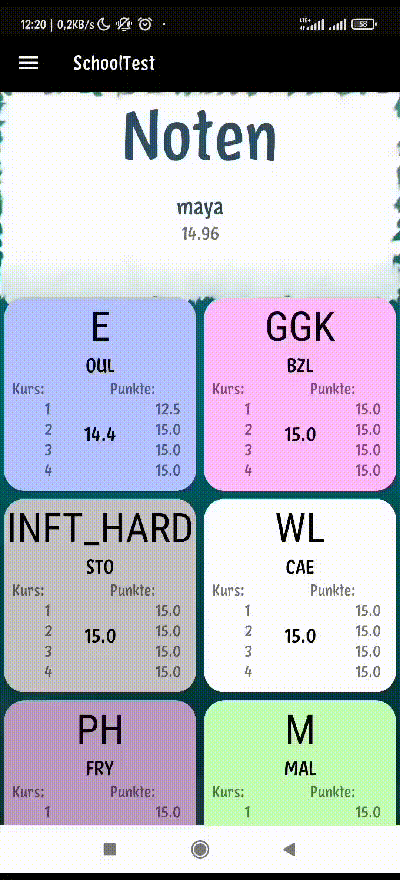 12:20 | 0,2KB/s
LTE+
58
SchoolTest
Noten
maya
14.96
E
OUL
Kurs: Punkte:
1 12.5
2 15.0
3 15.0
4 15.0
14.4
GGK
BZL
Kurs: Punkte:
1 15.0
2 15.0
3 15.0
4 15.0
15.0
INFT_HARD
STO
Kurs: Punkte:
1 15.0
2 15.0
3 15.0
4 15.0
15.0
WL
CAE
Kurs: Punkte:
1 15.0
2 15.0
3 15.0
4 15.0
15.0
PH
FRY
Kurs: Punkte:
1 15.0
M
MAL
Kurs: Punkte:
1 15.0